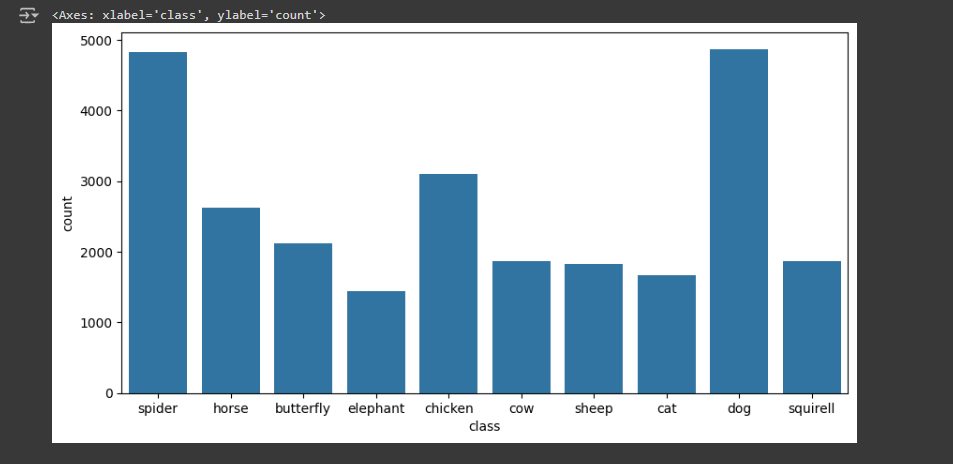 <Axes: xlabel='class', ylabel='count'>
5000
4000
3000
2000
1000
0
count
spider horse butterfly elephant chicken cow sheep cat dog squirell
class